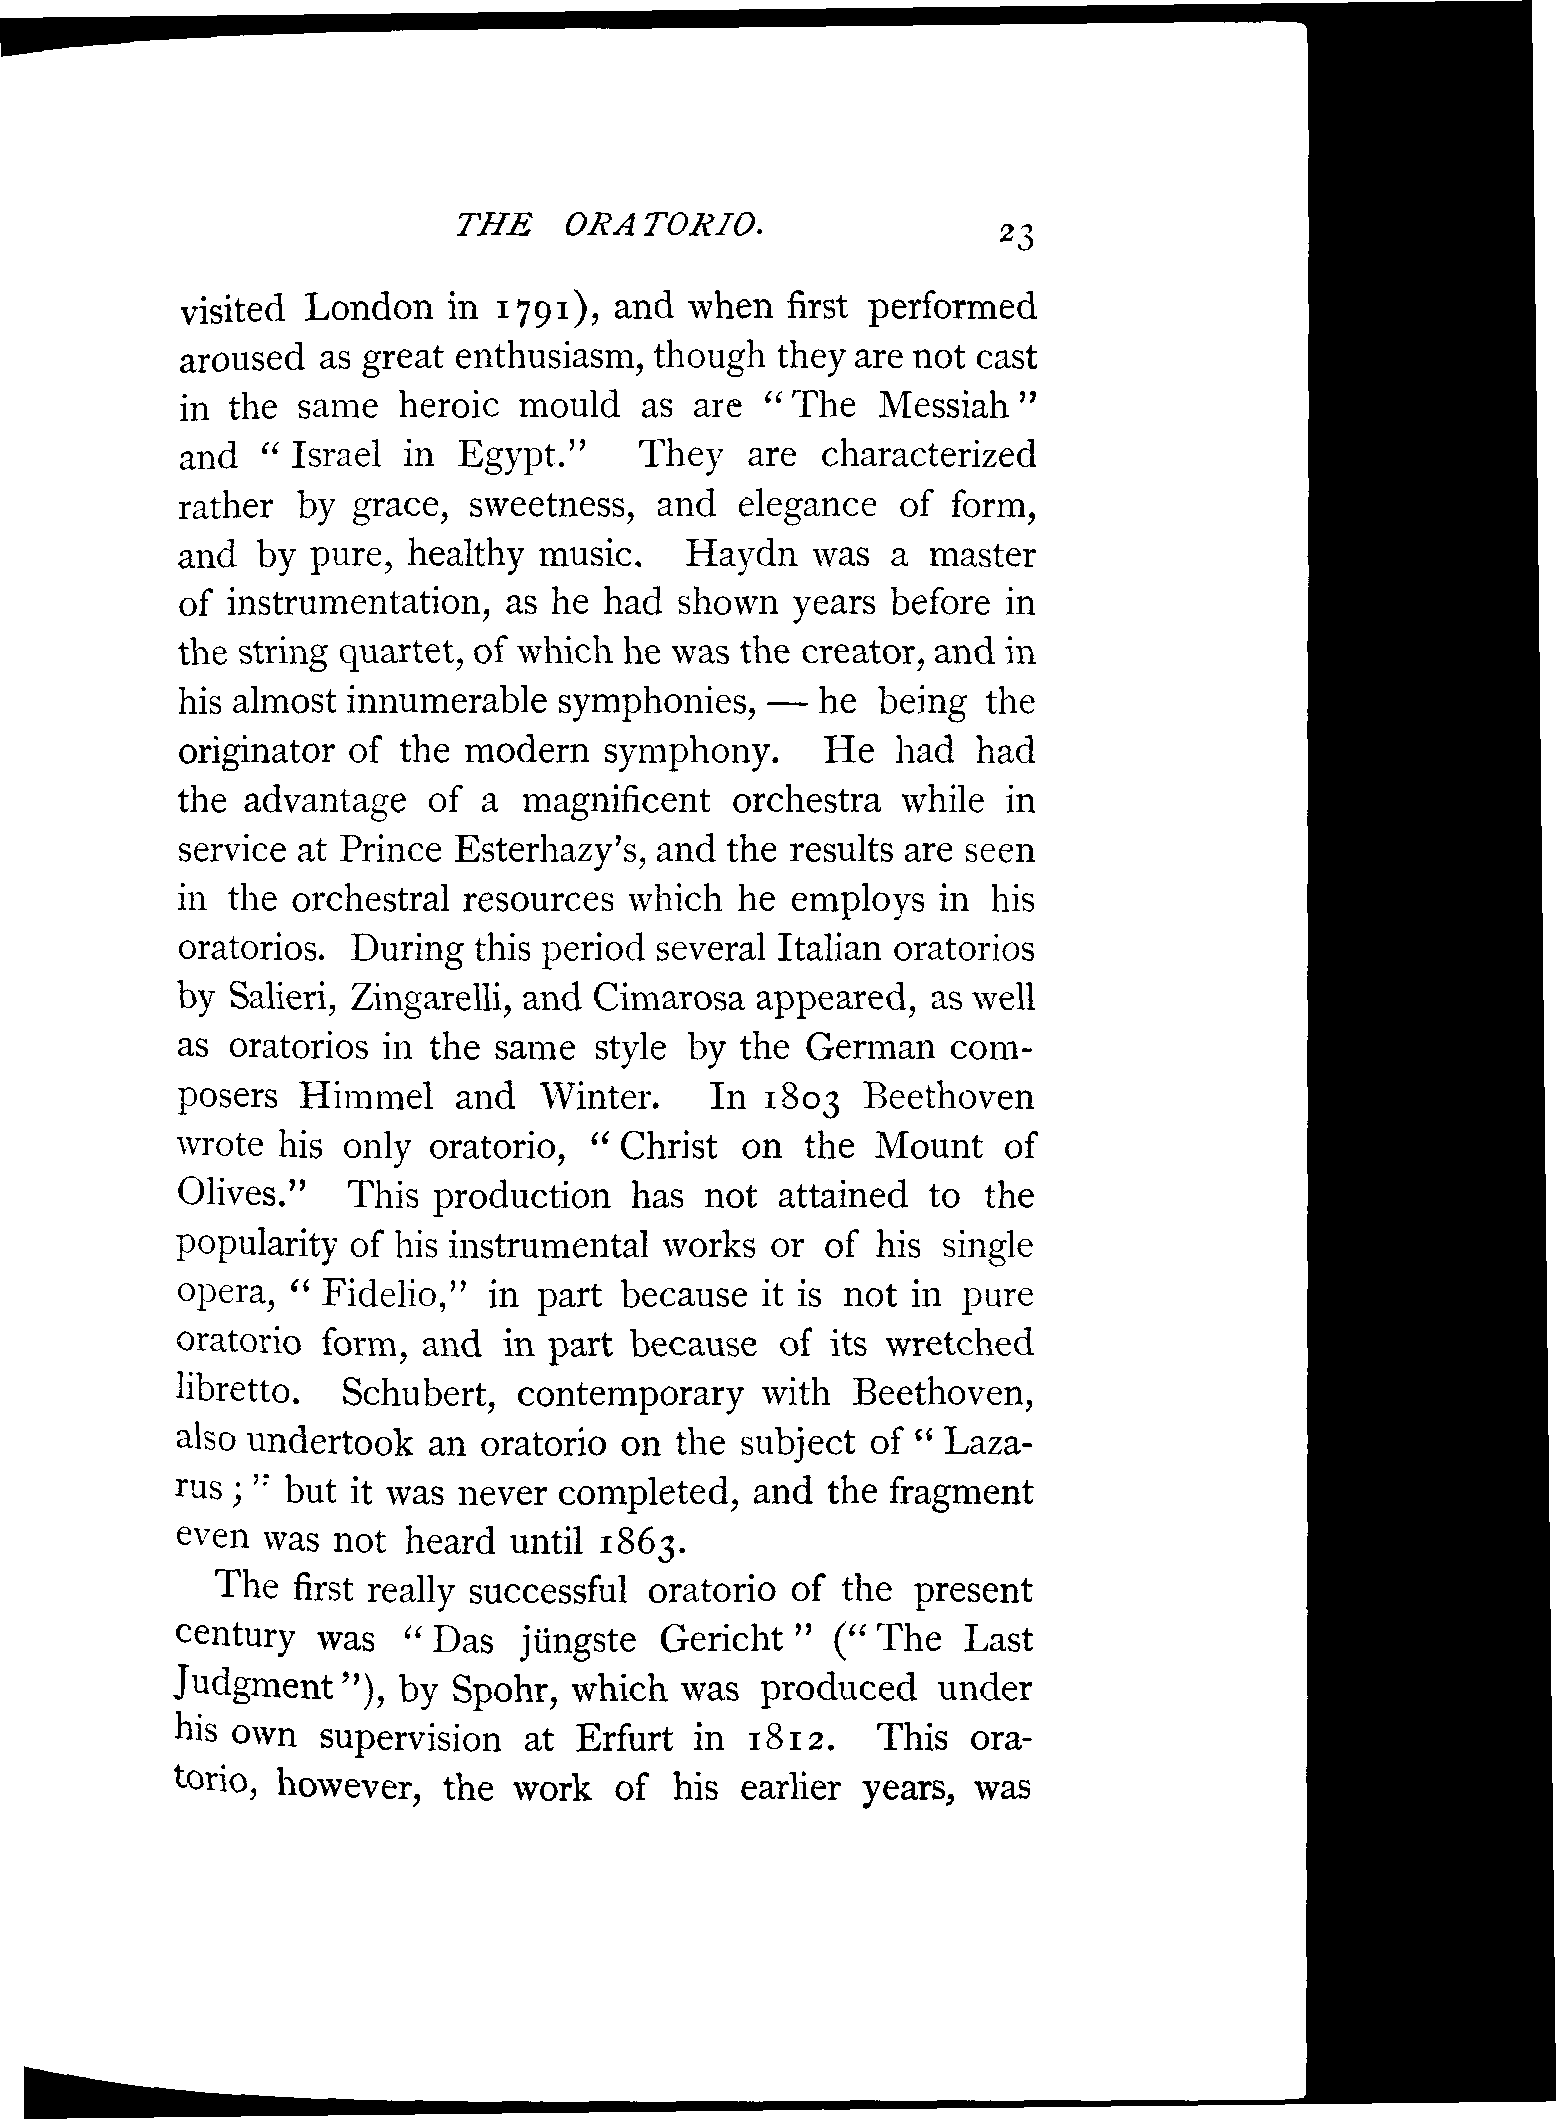 THE ORATORIO. 23
visited London in 1791), and when first performed
aroused as great enthusiasm, though they are not cast
in the same heroic mould as are “The Messiah”
and “Israel in Egypt.” They are characterized
rather by grace, sweetness, and elegance of form,
and by pure, healthy music. Haydn was a master
of instrumentation, as he had shown years before in
the string quartet, of which he was the creator, and in
his almost innumerable symphonies, — he being the
originator of the modern symphony. He had had
the advantage of a magnificent orchestra while in
service at Prince Esterhazy's, and the results are seen
in the orchestral resources which he employs in his
oratorios. During this period several Italian oratorios
by Salieri, Zingarelli, and Cimarosa appeared, as well
as oratorios in the same style by the German com-
posers Himmel and Winter. In 1803 Beethoven
wrote his only oratorio, “Christ on the Mount of
Olives.” This production has not attained to the
popularity of his instrumental works or of his single
opera, “Fidelio,” in part because it is not in pure
oratorio form, and in part because of its wretched
libretto. Schubert, contemporary with Beethoven,
also undertook an oratorio on the subject of “Laza-
rus;” but it was never completed, and the fragment
even was not heard until 1863.
The first really successful oratorio of the present
century was “Das jüngste Gericht” (“The Last
Judgment”), by Spohr, which was produced under
his own supervision at Erfurt in 1812. This ora-
torio, however, the work of his earlier years, was